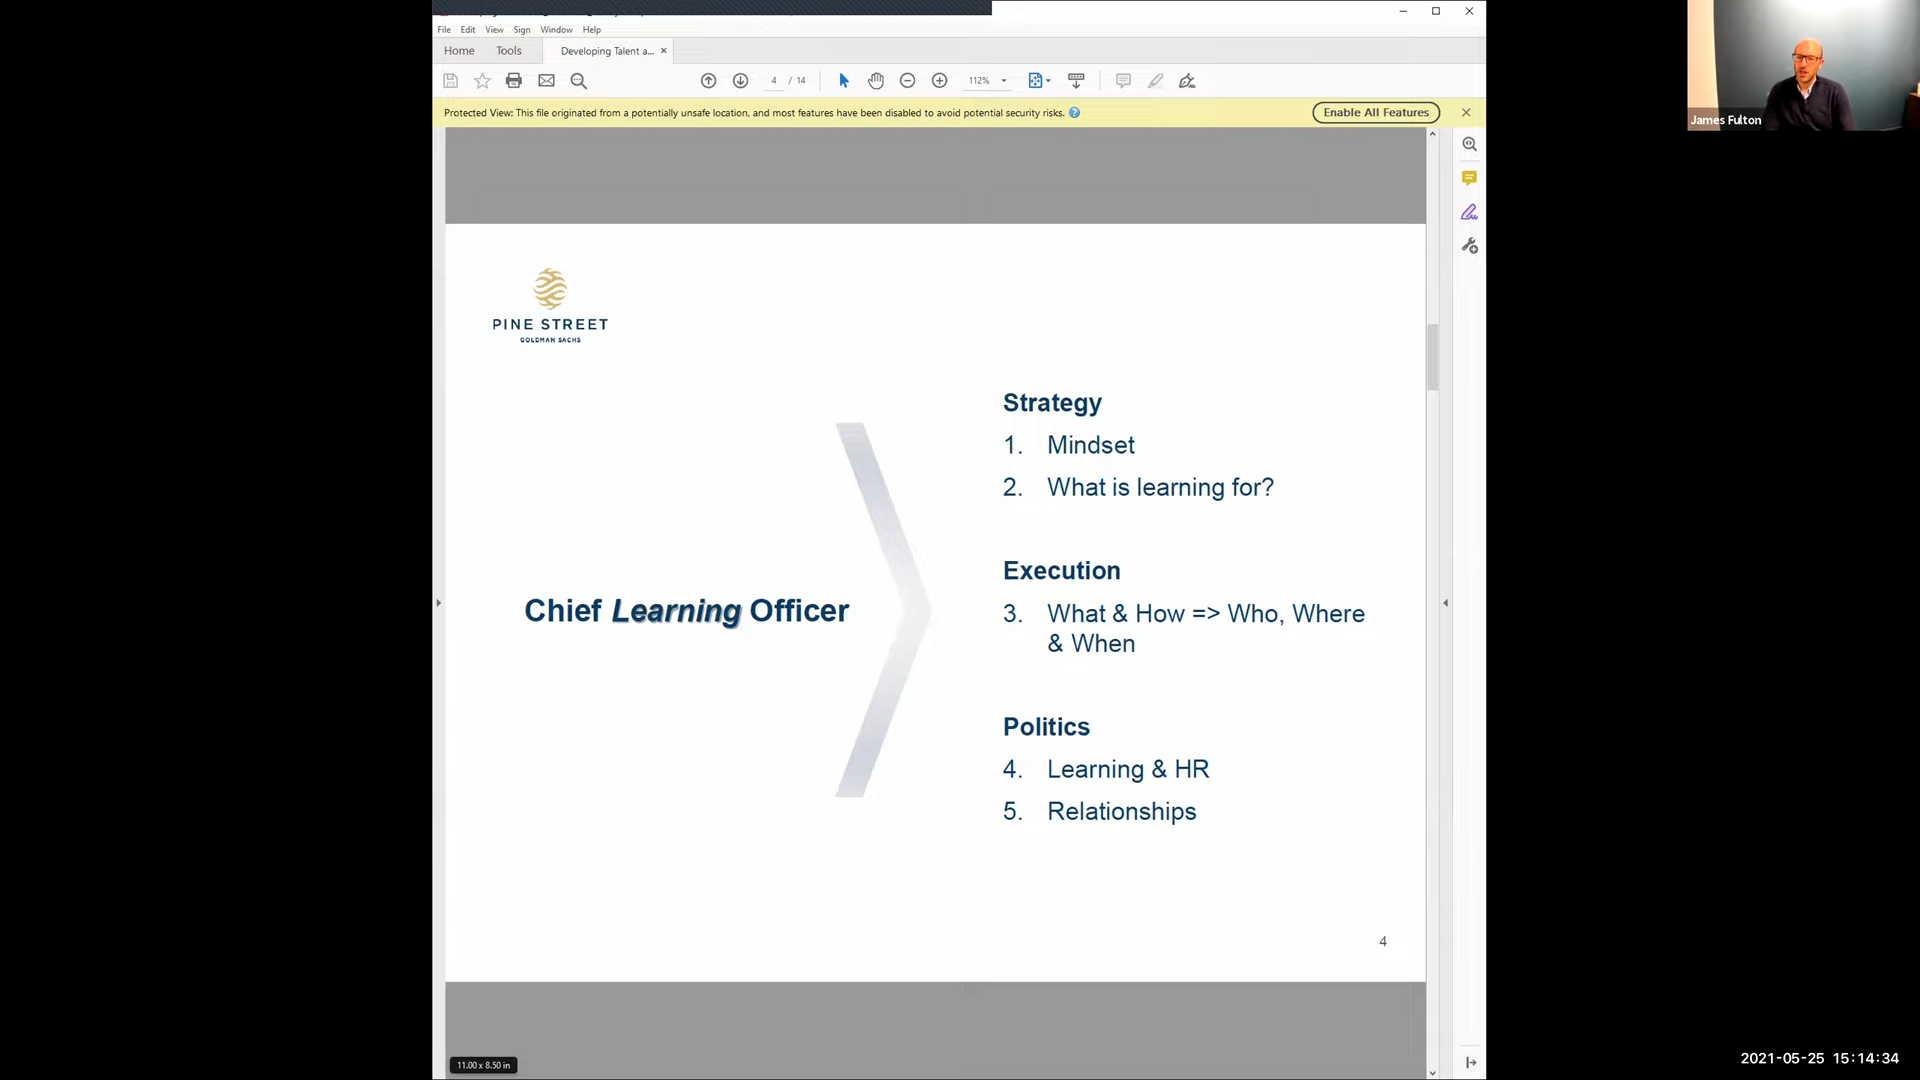 File Edit View Sign Window Help
Home Tools Developing Talent a... ×
4 / 14 112%
Protected View: This file originated from a potentially unsafe location, and most features have been disabled to avoid potential security risks. ? Enable All Features
James Fulton
PINE STREET
GOLDMAN SACHS
Chief Learning Officer
Strategy
1. Mindset
2. What is learning for?
Execution
3. What & How => Who, Where
& When
Politics
4. Learning & HR
5. Relationships
4
11.00 x 8.50 in
2021-05-25 15:14:34